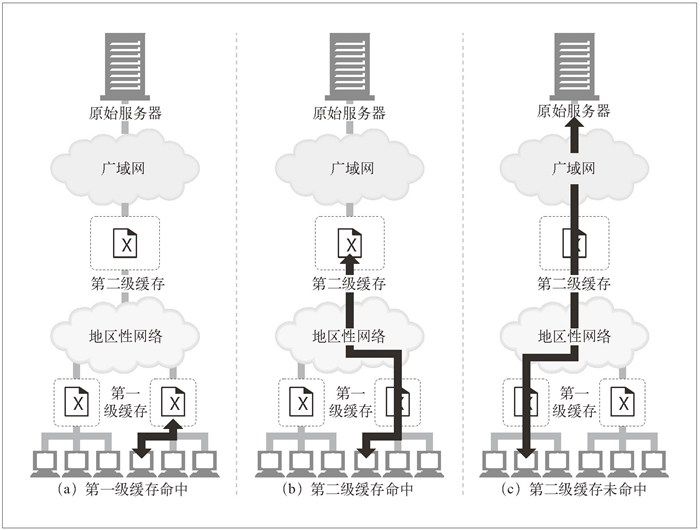 原始服务器
广域网
X
第二级缓存
地区性网络
X
第一
级缓存
X
(a) 第一级缓存命中
原始服务器
广域网
X
第二级缓存
地区性网络
X
第一
级缓存
X
(b) 第二级缓存命中
原始服务器
广域网
X
第二级缓存
地区性网络
X
第一
级缓存
X
(c) 第二级缓存未命中